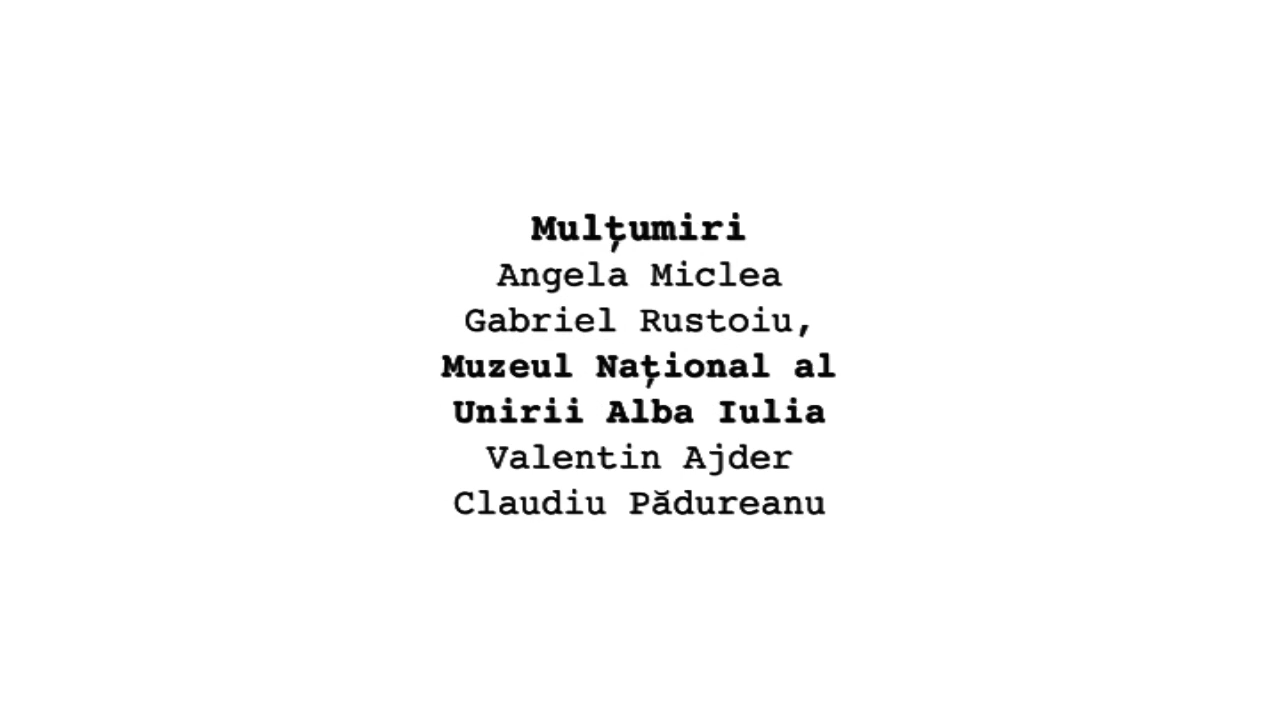 Mulțumiri
Angela Miclea
Gabriel Rustoiu,
Muzeul Național al
Unirii Alba Iulia
Valentin Ajder
Claudiu Pădureanu